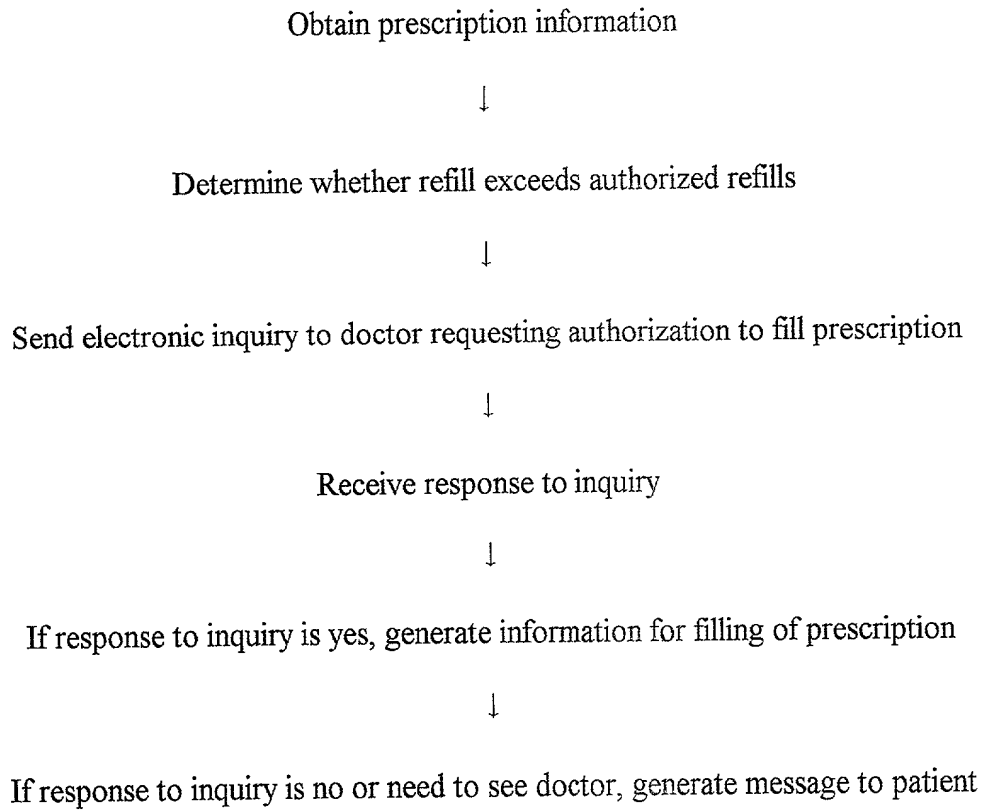 Obtain prescription information
↓
Determine whether refill exceeds authorized refills
↓
Send electronic inquiry to doctor requesting authorization to fill prescription
↓
Receive response to inquiry
↓
If response to inquiry is yes, generate information for filling of prescription
↓
If response to inquiry is no or need to see doctor, generate message to patient